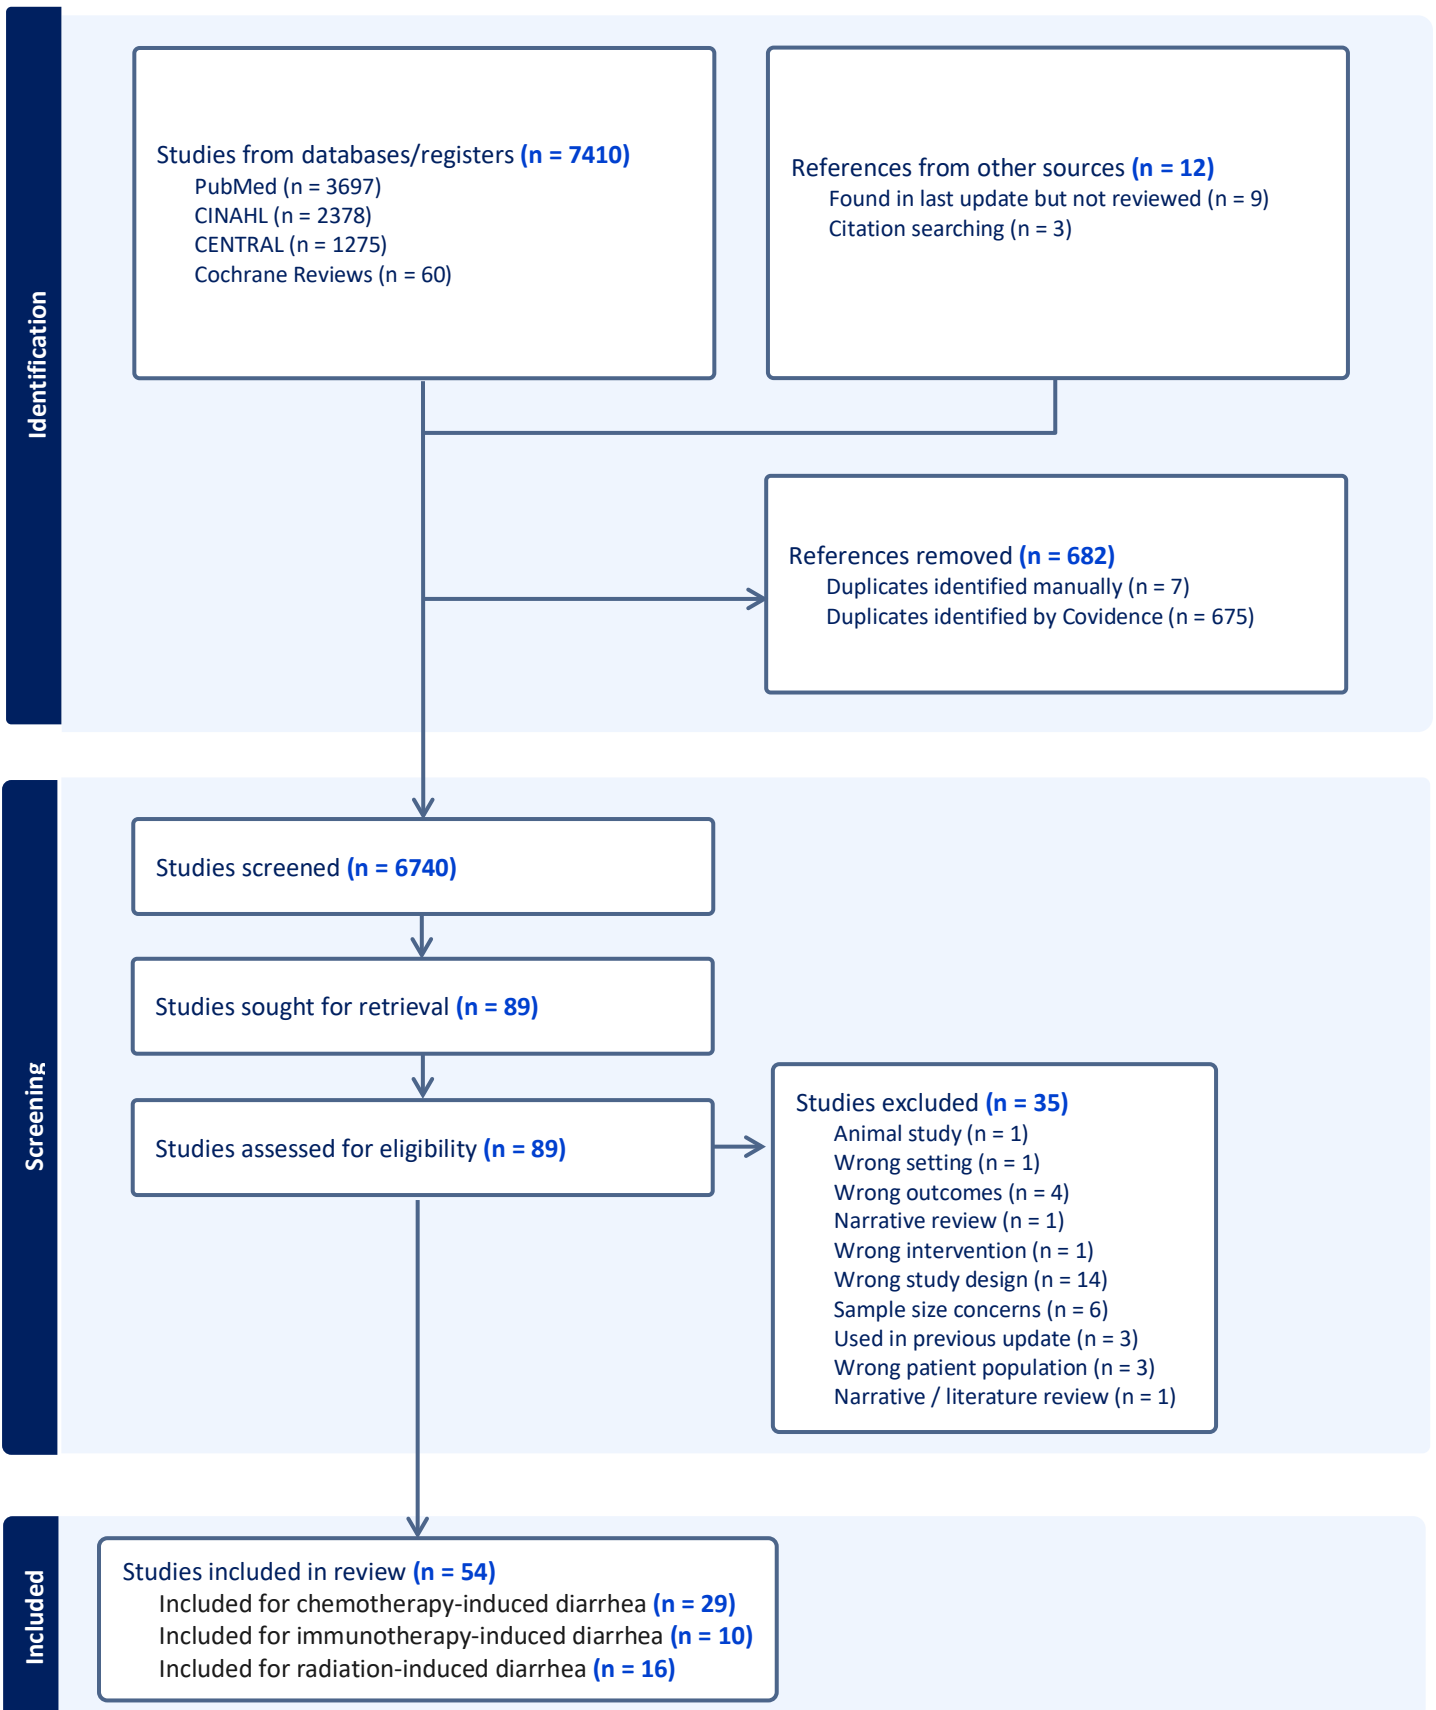 Identification
Studies from databases/registers (n = 7410)
PubMed (n = 3697)
CINAHL (n = 2378)
CENTRAL (n = 1275)
Cochrane Reviews (n = 60)
References from other sources (n = 12)
Found in last update but not reviewed (n = 9)
Citation searching (n = 3)
References removed (n = 682)
Duplicates identified manually (n = 7)
Duplicates identified by Covidence (n = 675)
Screening
Studies screened (n = 6740)
Studies sought for retrieval (n = 89)
Studies assessed for eligibility (n = 89)
Studies excluded (n = 35)
Animal study (n = 1)
Wrong setting (n = 1)
Wrong outcomes (n = 4)
Narrative review (n = 1)
Wrong intervention (n = 1)
Wrong study design (n = 14)
Sample size concerns (n = 6)
Used in previous update (n = 3)
Wrong patient population (n = 3)
Narrative / literature review (n = 1)
Included
Studies included in review (n = 54)
Included for chemotherapy-induced diarrhea (n = 29)
Included for immunotherapy-induced diarrhea (n = 10)
Included for radiation-induced diarrhea (n = 16)